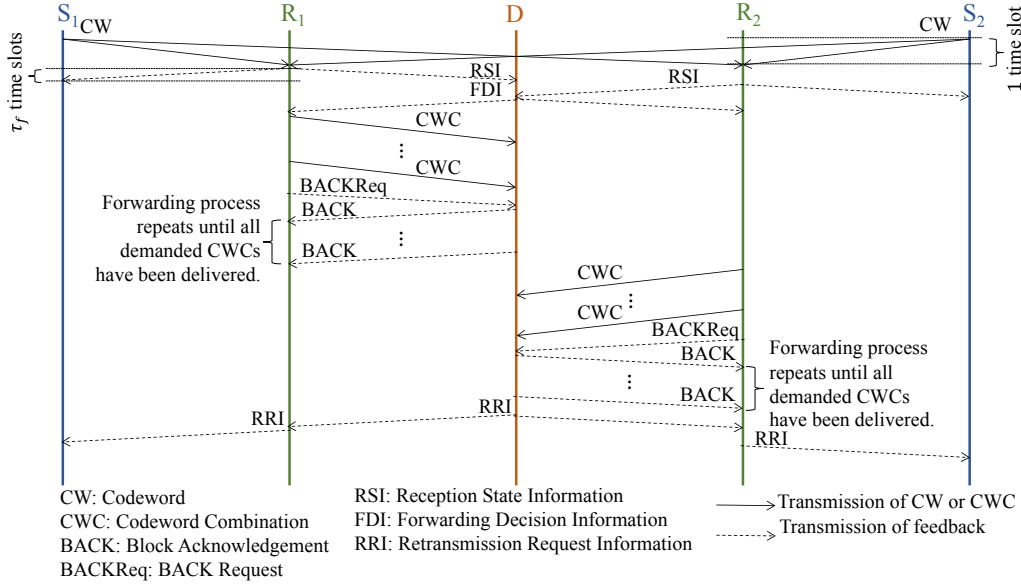 S1 R1 D R2 S2
CW CW
1 time slot
τf time slots
RSI RSI
FDI
CWC
⋮
CWC
BACKReq
BACK
⋮
BACK
Forwarding process
repeats until all
demanded CWCs
have been delivered.
CWC
⋮
CWC
BACKReq
BACK
⋮
BACK
Forwarding process
repeats until all
demanded CWCs
have been delivered.
RRI RRI
RRI
CW: Codeword
CWC: Codeword Combination
BACK: Block Acknowledgement
BACKReq: BACK Request
RSI: Reception State Information
FDI: Forwarding Decision Information
RRI: Retransmission Request Information
Transmission of CW or CWC
Transmission of feedback